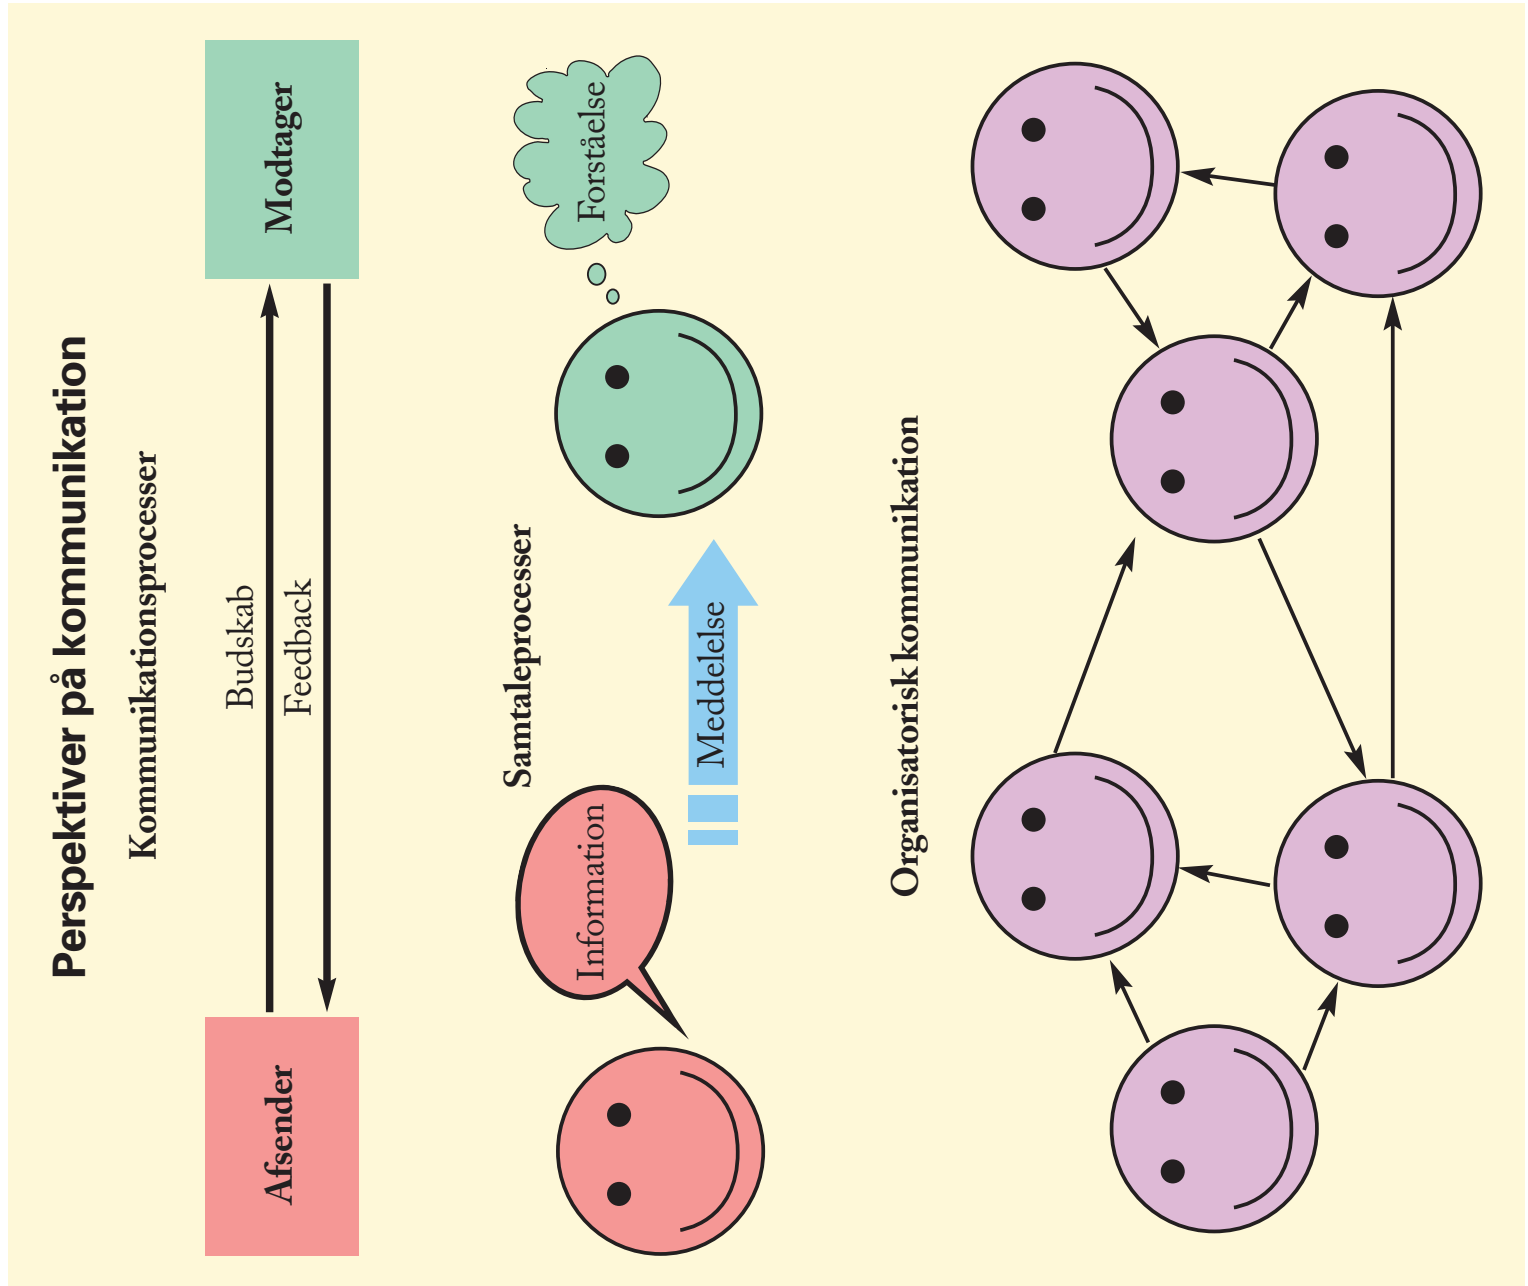 Perspektiver på kommunikation
Kommunikationsprocesser
Afsender
Budskab
Feedback
Modtager
Samtaleprocesser
Information
Meddelelse
Forståelse
Organisatorisk kommunikation